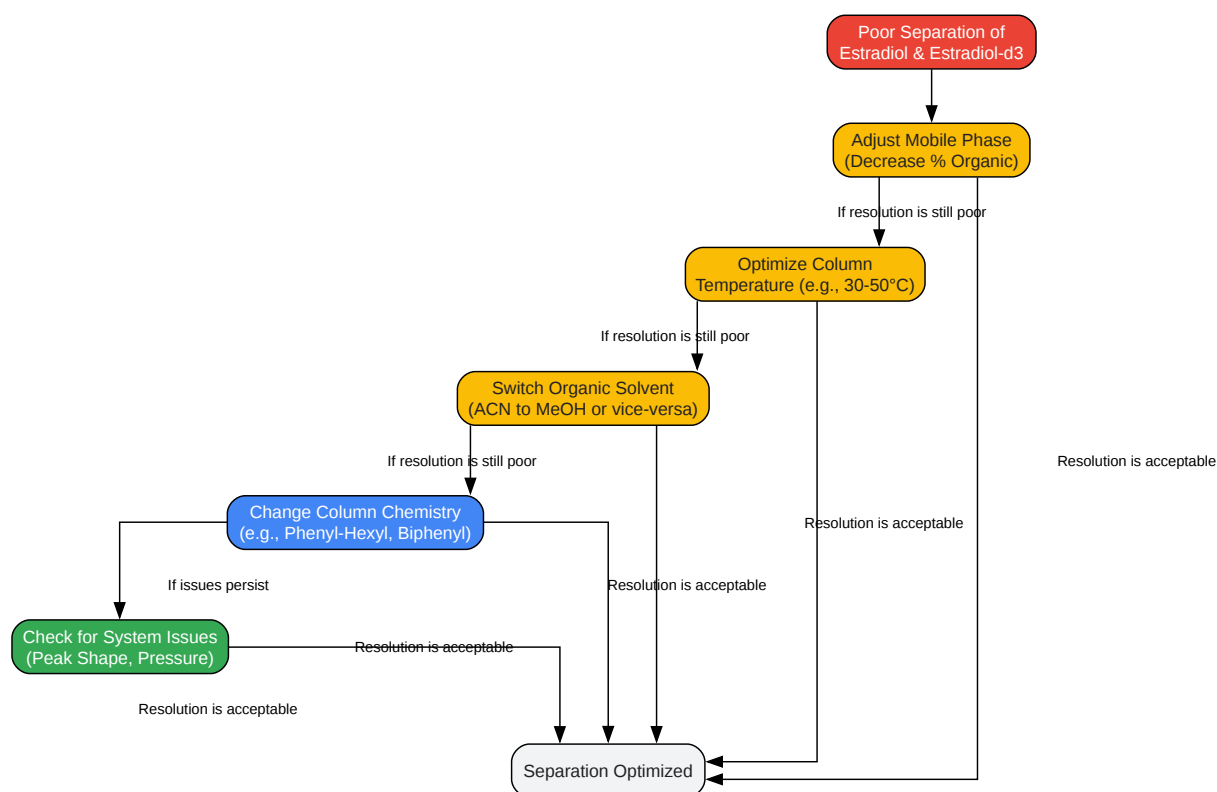 Poor Separation of
Estradiol & Estradiol-d3
Adjust Mobile Phase
(Decrease % Organic)
If resolution is still poor
Optimize Column
Temperature (e.g., 30-50°C)
If resolution is still poor
Switch Organic Solvent
(ACN to MeOH or vice-versa)
If resolution is still poor
Resolution is acceptable
Change Column Chemistry
(e.g., Phenyl-Hexyl, Biphenyl)
Resolution is acceptable
If issues persist
Resolution is acceptable
Check for System Issues
(Peak Shape, Pressure)
Resolution is acceptable
Resolution is acceptable
Separation Optimized